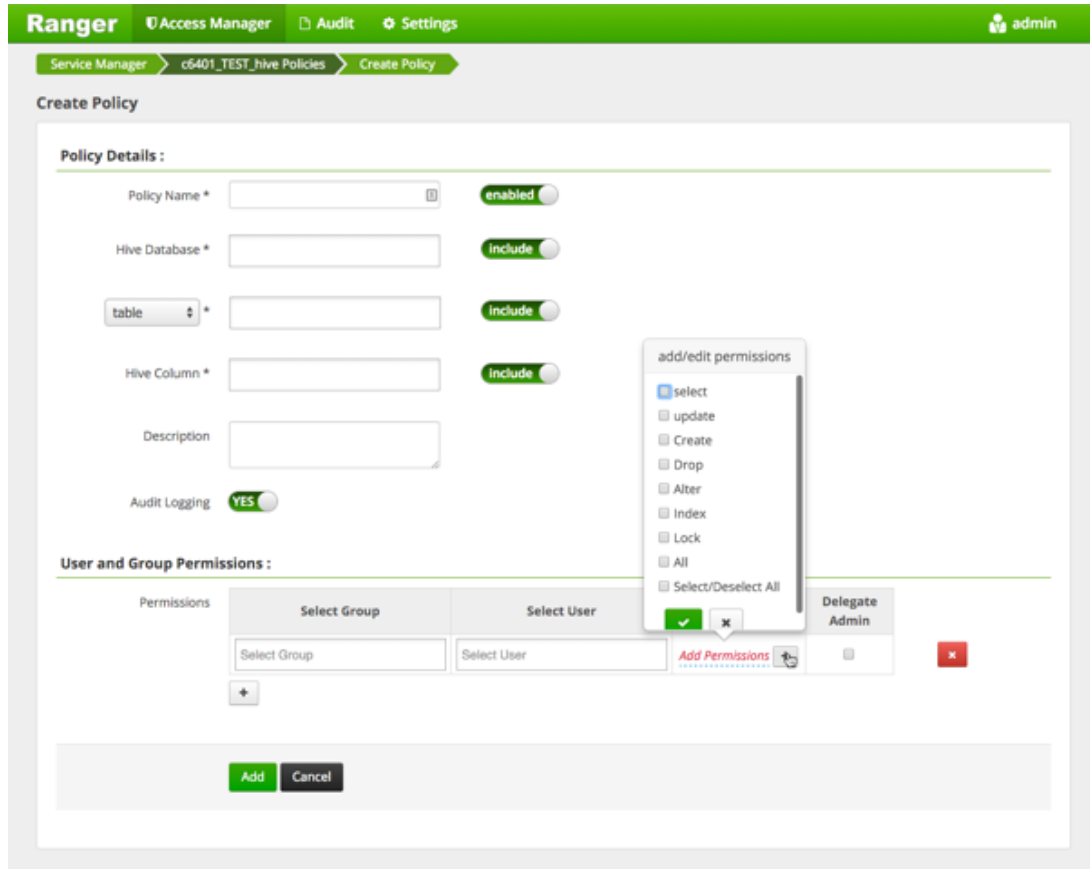 Ranger Access Manager Audit Settings admin
Service Manager c6401_TEST_hive Policies Create Policy
Create Policy
Policy Details :
Policy Name * enabled
Hive Database * include
table * include
Hive Column * include
Description
Audit Logging YES
add/edit permissions
select
update
Create
Drop
Alter
Index
Lock
All
Select/Deselect All
User and Group Permissions :
Permissions Select Group Select User Delegate
Admin
Select Group Select User Add Permissions
Add Cancel